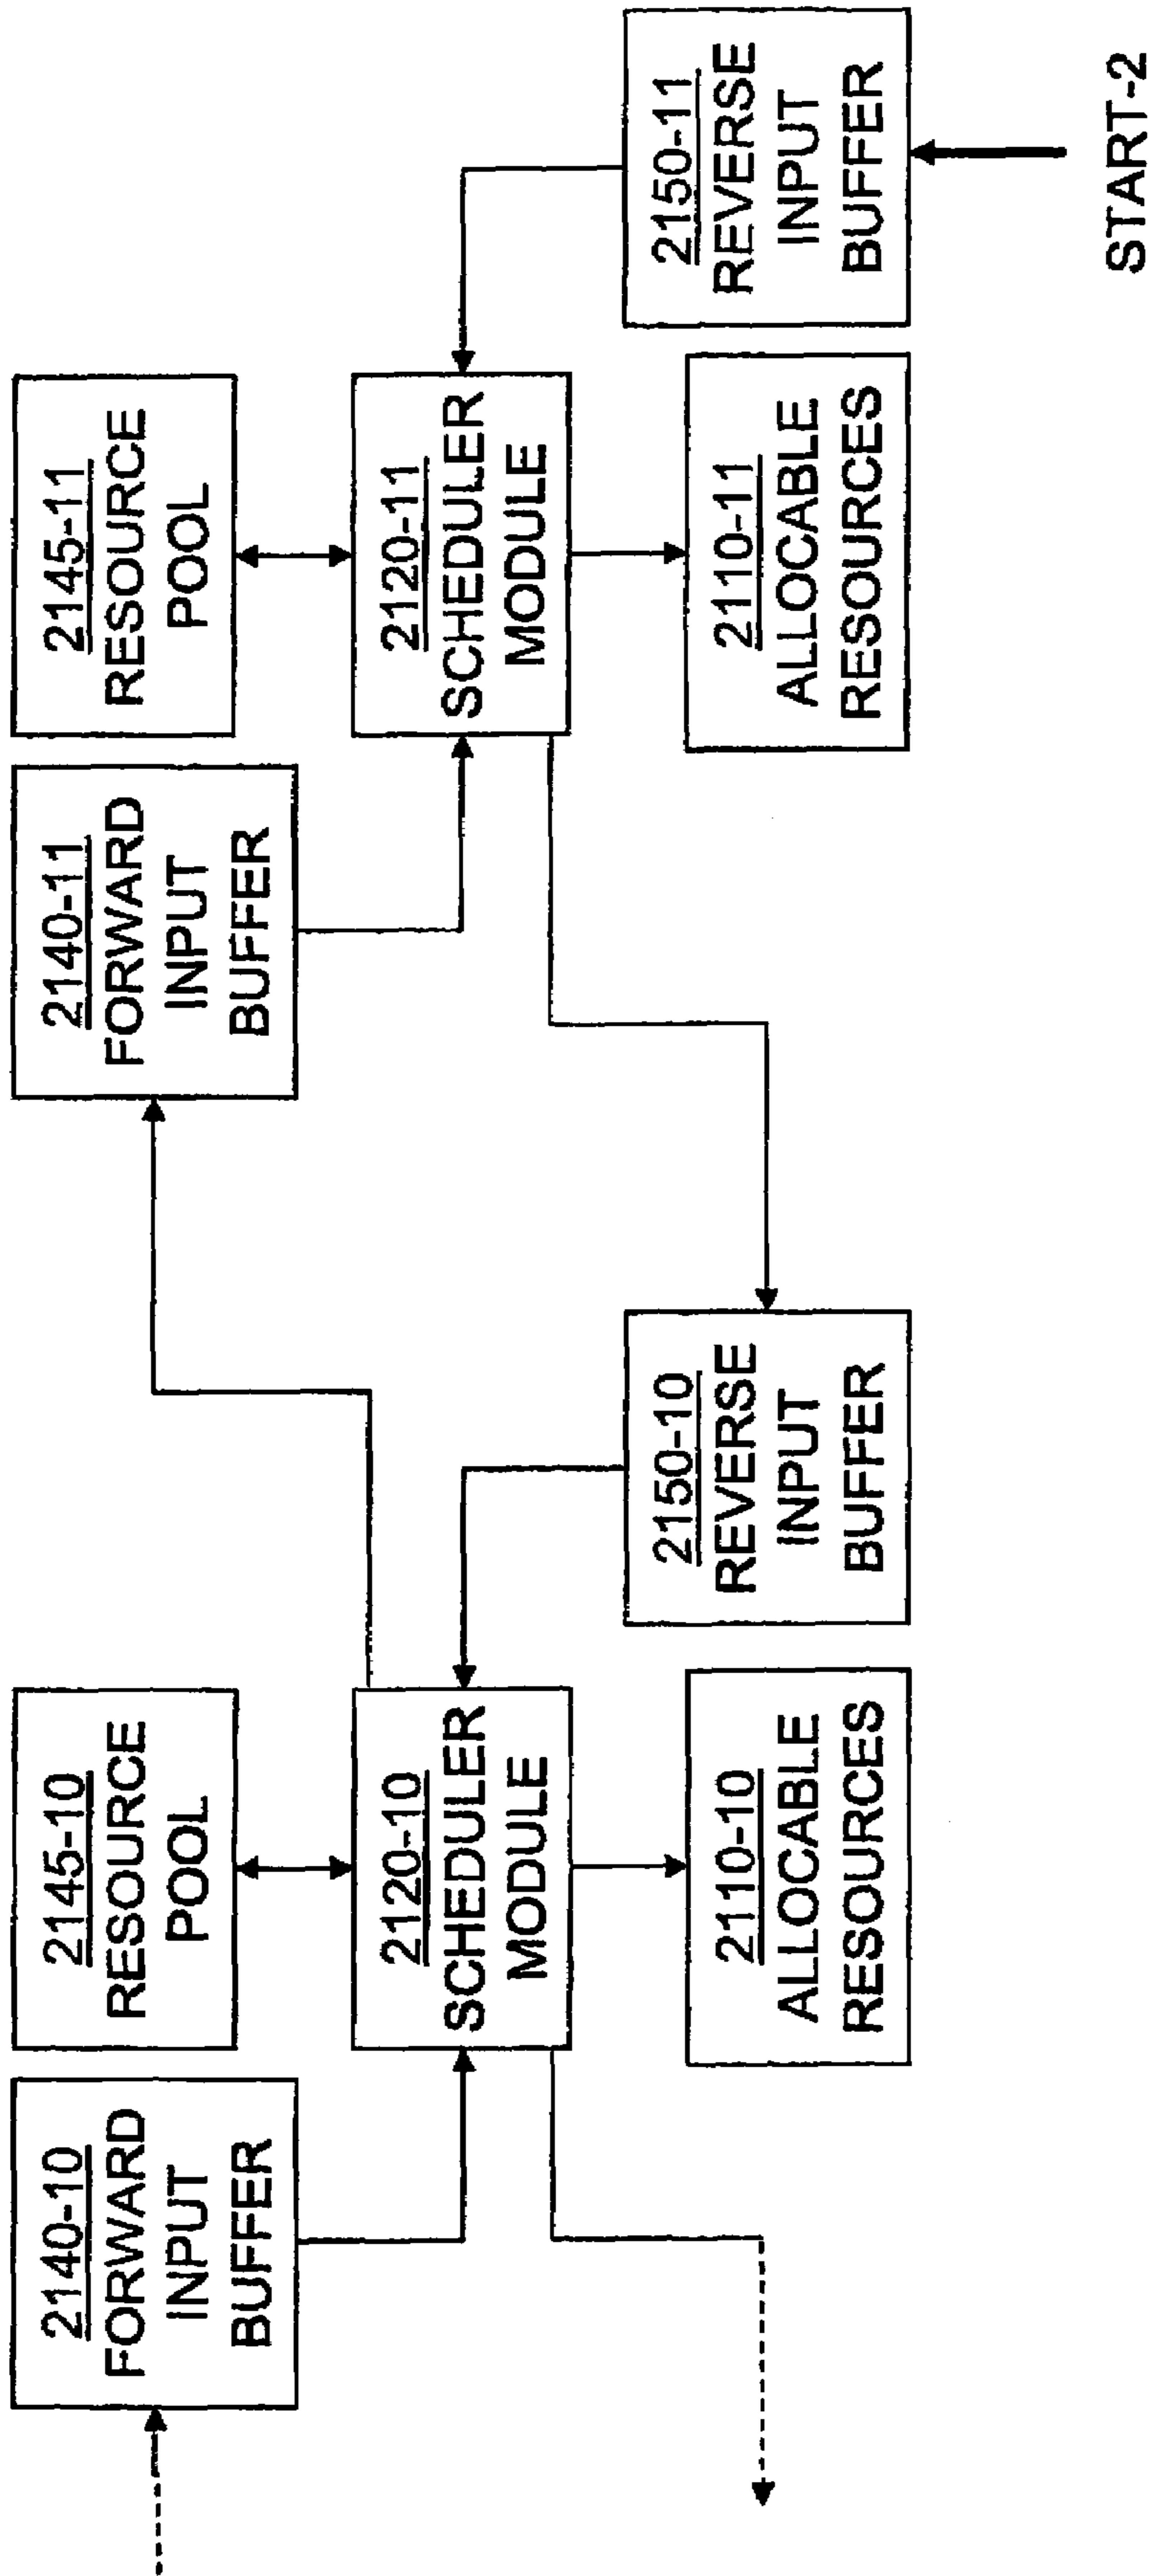 2140-10
FORWARD
INPUT
BUFFER
2145-10
RESOURCE
POOL
2120-10
SCHEDULER
MODULE
2110-10
ALLOCABLE
RESOURCES
2150-10
REVERSE
INPUT
BUFFER
2140-11
FORWARD
INPUT
BUFFER
2145-11
RESOURCE
POOL
2120-11
SCHEDULER
MODULE
2110-11
ALLOCABLE
RESOURCES
2150-11
REVERSE
INPUT
BUFFER
START-2